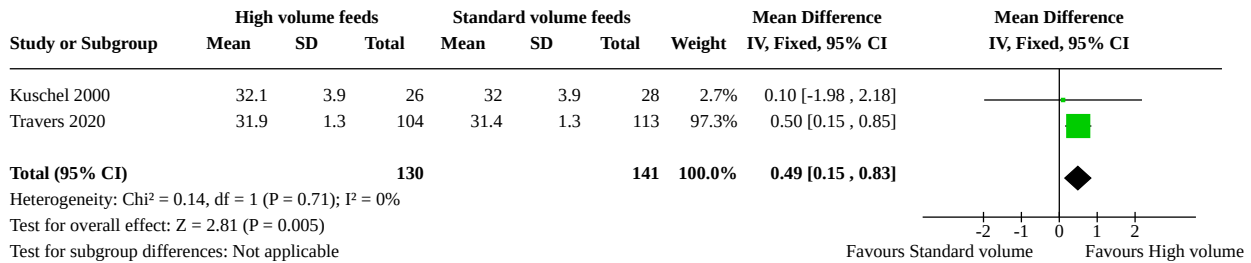 High volume feeds Standard volume feeds Mean Difference Mean Difference
Study or Subgroup Mean SD Total Mean SD Total Weight IV, Fixed, 95% CI IV, Fixed, 95% CI
Kuschel 2000 32.1 3.9 26 32 3.9 28 2.7% 0.10 [-1.98 , 2.18]
Travers 2020 31.9 1.3 104 31.4 1.3 113 97.3% 0.50 [0.15 , 0.85]
Total (95% CI) 130 141 100.0% 0.49 [0.15 , 0.83]
Heterogeneity: Chi² = 0.14, df = 1 (P = 0.71); I² = 0%
Test for overall effect: Z = 2.81 (P = 0.005)
-2 -1 0 1 2
Test for subgroup differences: Not applicable Favours Standard volume Favours High volume